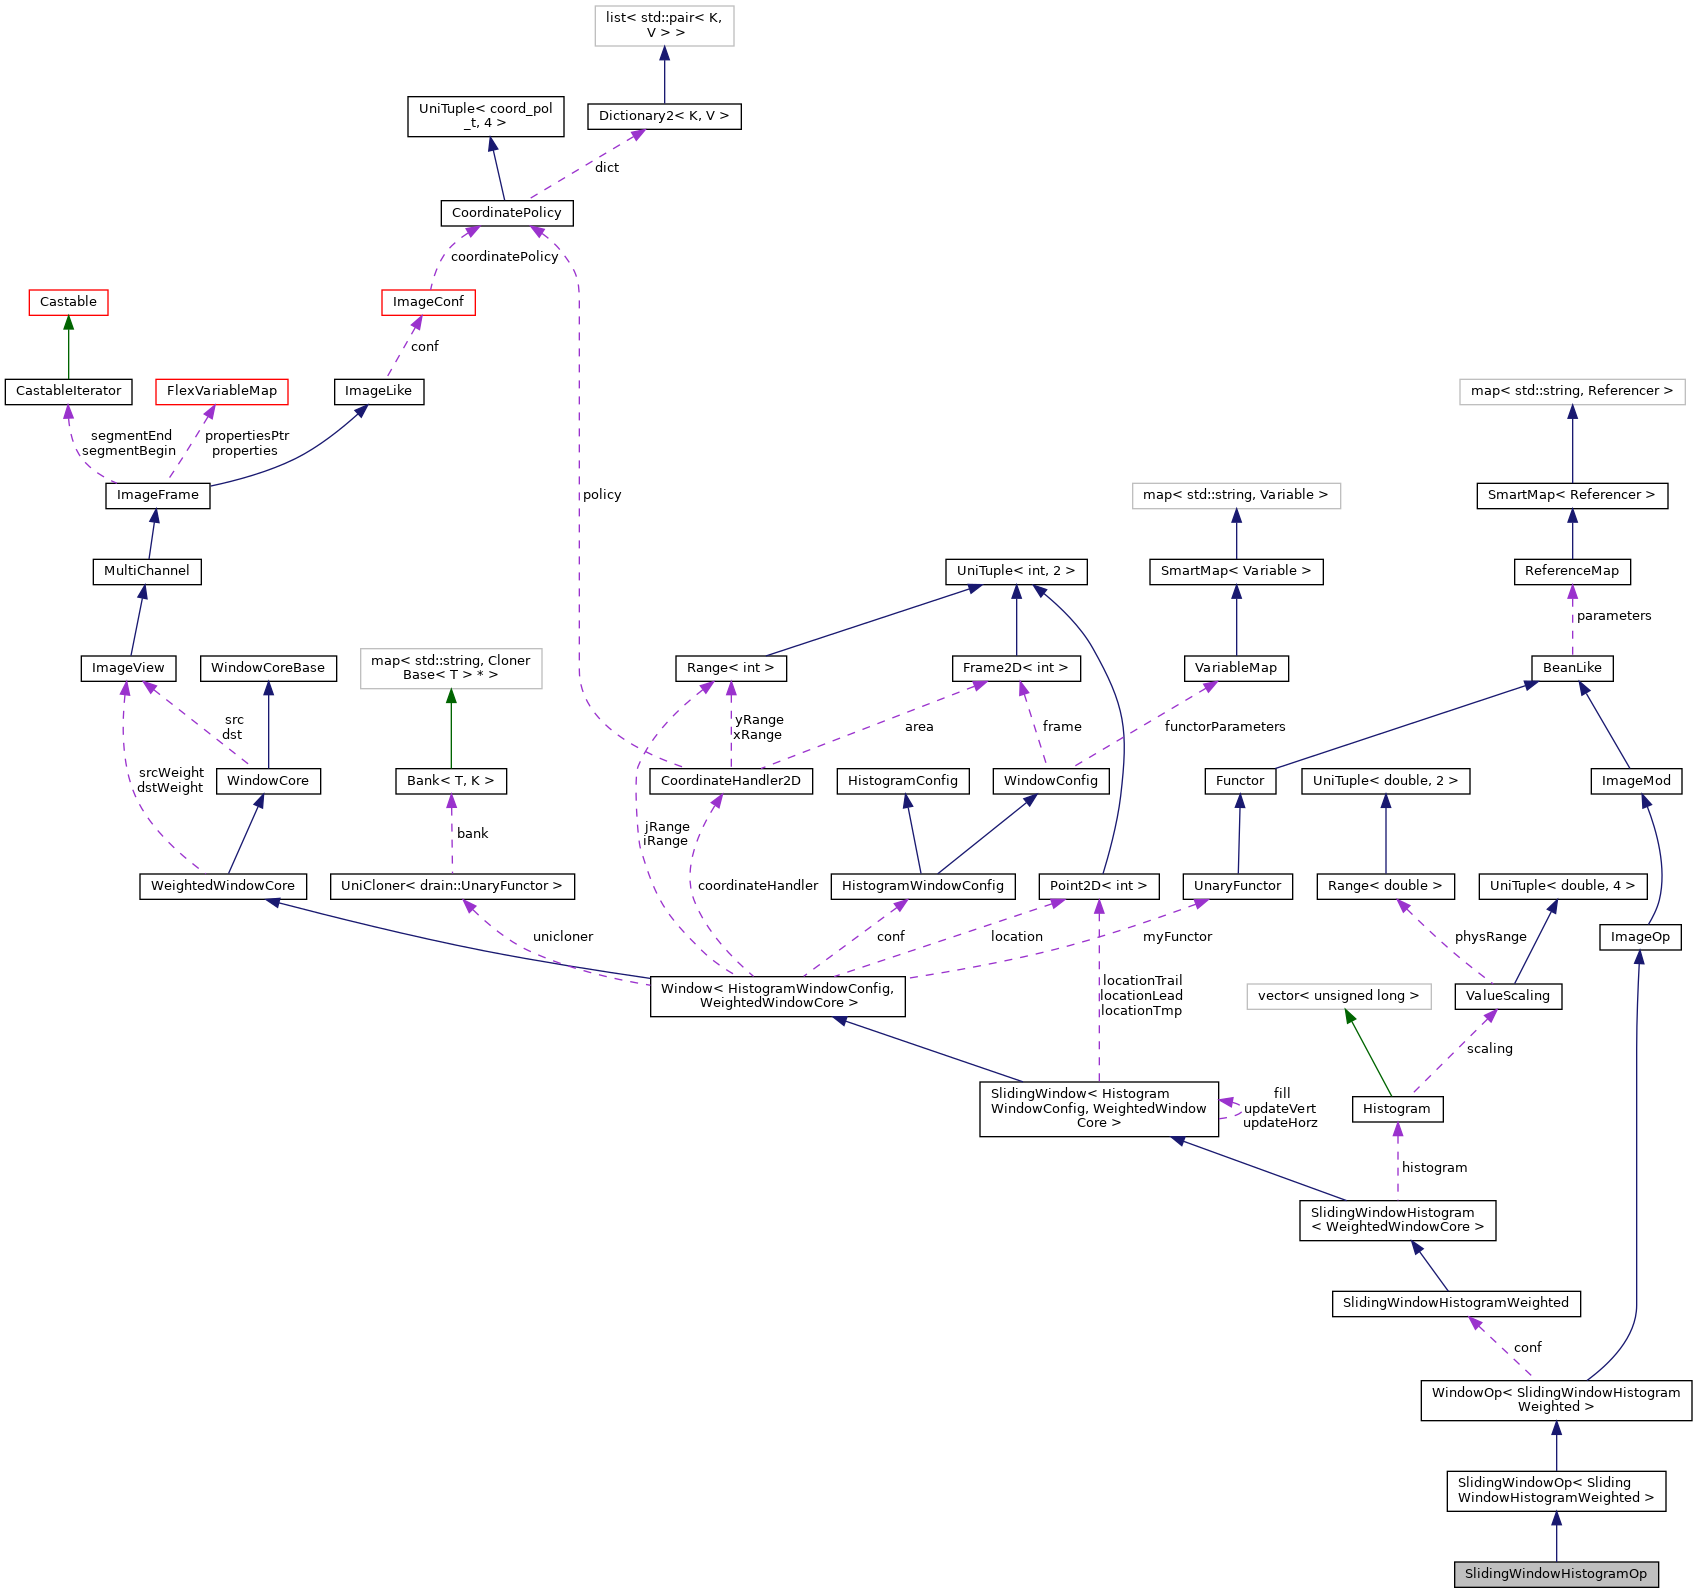 list< std::pair< K,
V > >
UniTuple< coord_pol
_t, 4 >
Dictionary2< K, V >
dict
CoordinatePolicy
coordinatePolicy
Castable
ImageConf
conf
CastableIterator
FlexVariableMap
ImageLike
map< std::string, Referencer >
segmentEnd
segmentBegin
propertiesPtr
properties
ImageFrame
policy
map< std::string, Variable >
SmartMap< Referencer >
MultiChannel
UniTuple< int, 2 >
SmartMap< Variable >
ReferenceMap
parameters
ImageView
WindowCoreBase
map< std::string, Cloner
Base< T > * >
Range< int >
Frame2D< int >
VariableMap
BeanLike
src
dst
yRange
xRange
area
frame
functorParameters
srcWeight
dstWeight
WindowCore
Bank< T, K >
CoordinateHandler2D
HistogramConfig
WindowConfig
Functor
UniTuple< double, 2 >
ImageMod
bank
jRange
iRange
WeightedWindowCore
UniCloner< drain::UnaryFunctor >
coordinateHandler
HistogramWindowConfig
Point2D< int >
UnaryFunctor
Range< double >
UniTuple< double, 4 >
unicloner
conf
location
myFunctor
physRange
ImageOp
Window< HistogramWindowConfig,
WeightedWindowCore >
locationTrail
locationLead
locationTmp
vector< unsigned long >
ValueScaling
scaling
SlidingWindow< Histogram
WindowConfig, WeightedWindow
Core >
fill
updateVert
updateHorz
Histogram
histogram
SlidingWindowHistogram
< WeightedWindowCore >
SlidingWindowHistogramWeighted
conf
WindowOp< SlidingWindowHistogram
Weighted >
SlidingWindowOp< Sliding
WindowHistogramWeighted >
SlidingWindowHistogramOp